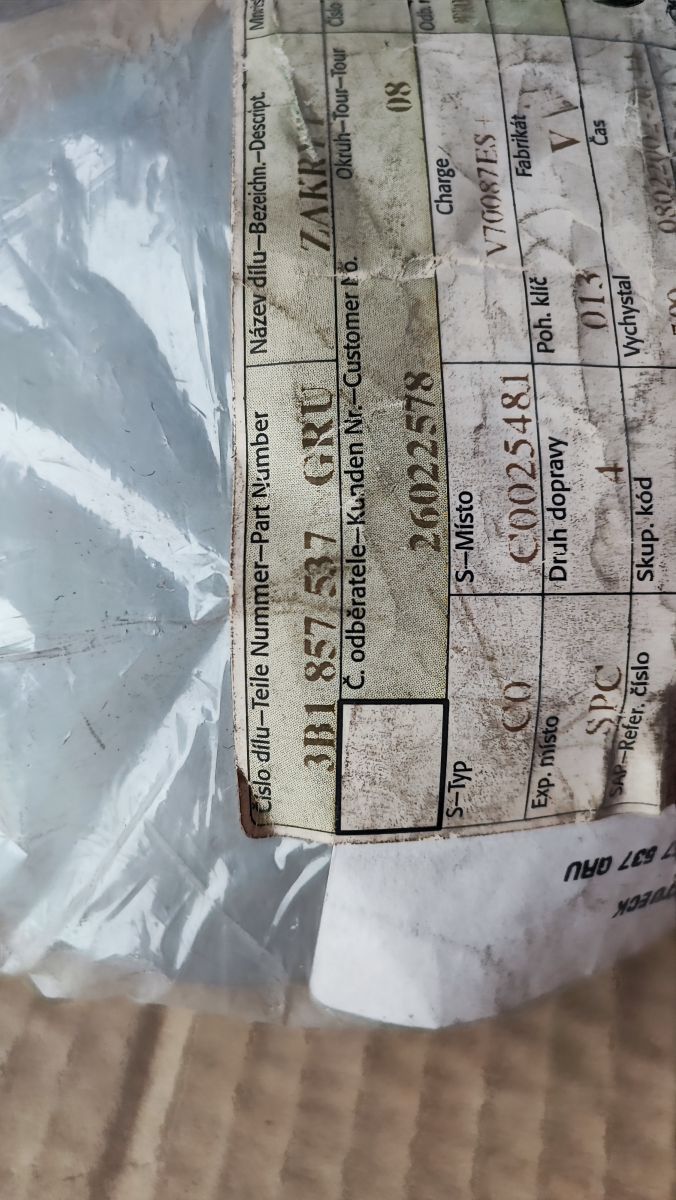 Číslo dílu–Teile Nummer–Part Number
3B1 857 537 GRU
Název dílu–Bezeichn.–Descript.
Č. odběratele–Kunden Nr.–Customer No.
26022578
Okruh–Tour–Tour
08
S–Typ
CO
S–Místo
C0025481
Charge
V70087ES
Exp. místo
SPC
Druh dopravy
4
Poh. klíč
013
Fabrikát
V
SAP–Refer. číslo
Skup. kód
Vychystal
Čas
7 537 GRU